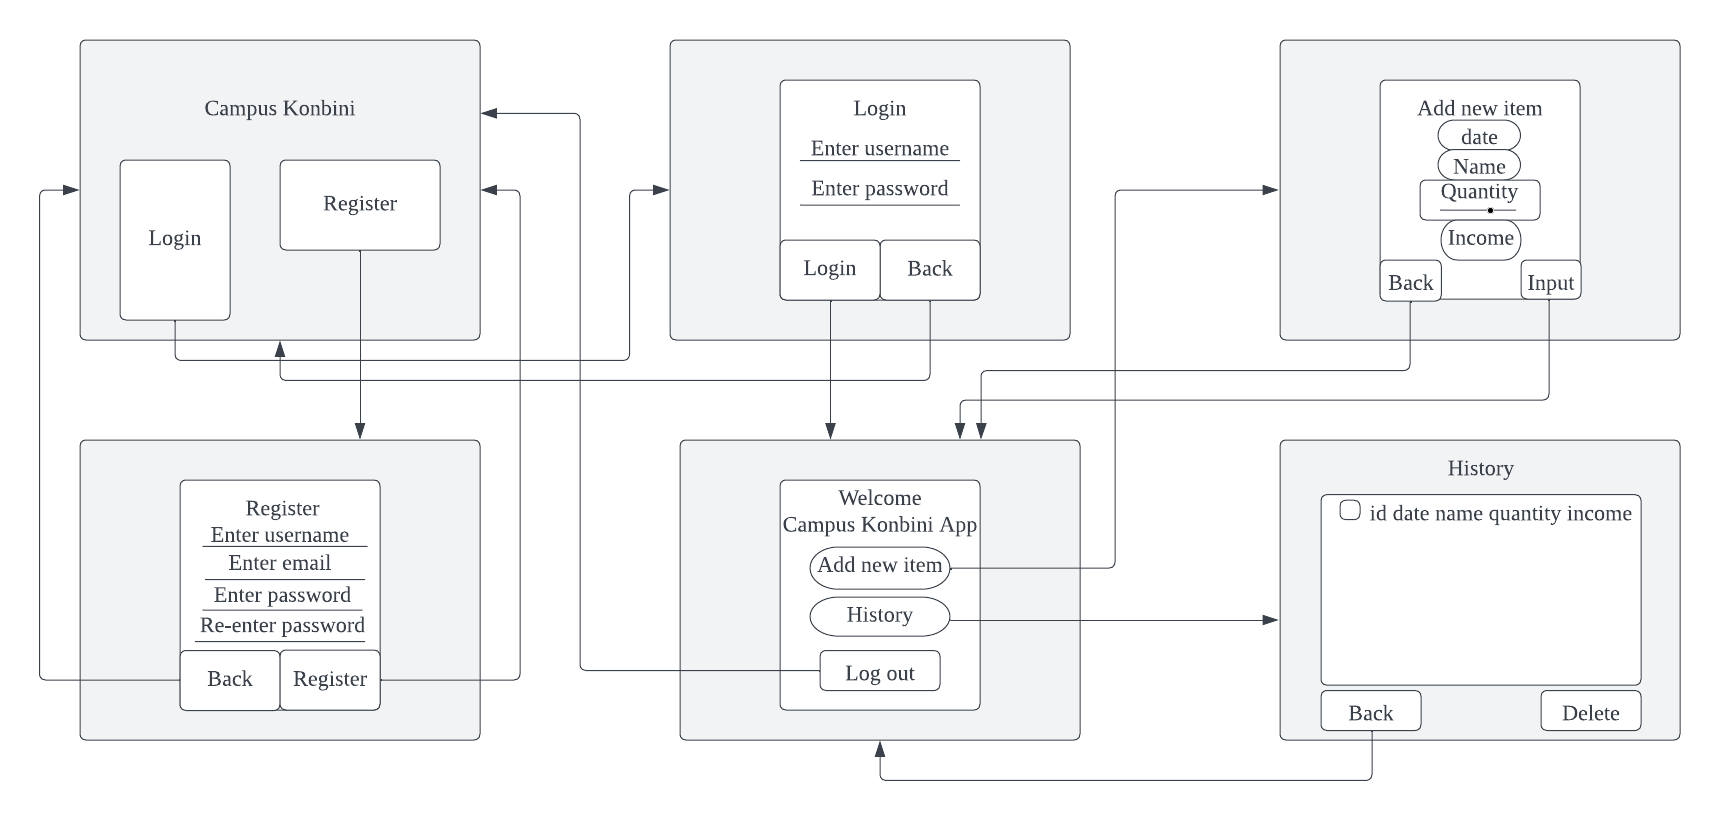 Campus Konbini
Login
Register
Login
Enter username
Enter password
Login
Back
Add new item
date
Name
Quantity
Income
Back
Input
Register
Enter username
Enter email
Enter password
Re-enter password
Back
Register
Welcome
Campus Konbini App
Add new item
History
Log out
History
id date name quantity income
Back
Delete